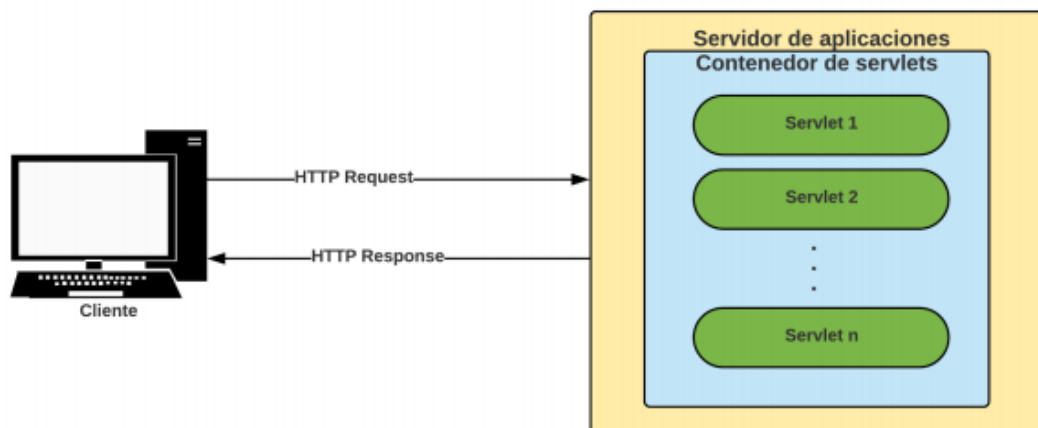 Servidor de aplicaciones
Contenedor de servlets
Servlet 1
HTTP Request
Servlet 2
HTTP Response
Cliente
Servlet n